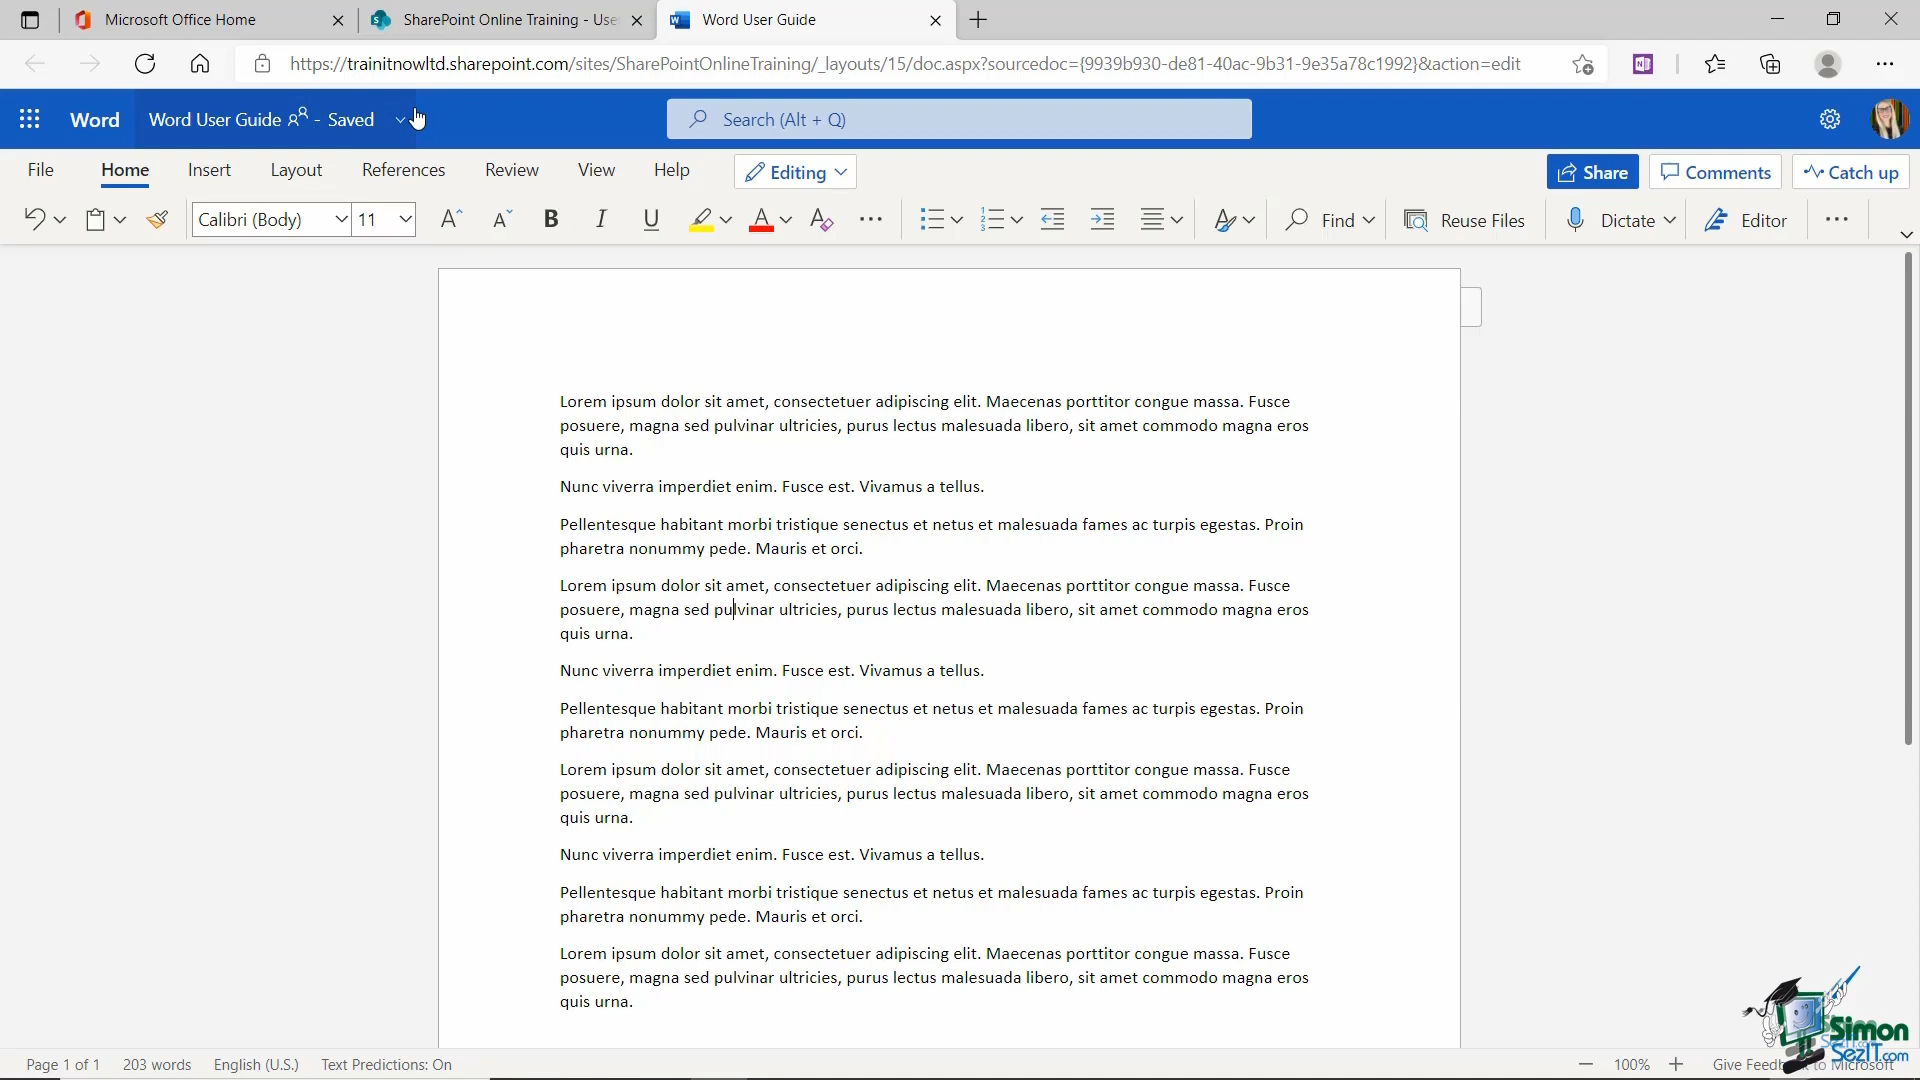 Microsoft Office Home
SharePoint Online Training - Use
Word User Guide
https://trainitnowltd.sharepoint.com/sites/SharePointOnlineTraining/_layouts/15/doc.aspx?sourcedoc={9939b930-de81-40ac-9b31-9e35a78c1992}&action=edit
Word
Word User Guide - Saved
Search (Alt + Q)
File Home Insert Layout References Review View Help Editing Share Comments Catch up
Calibri (Body) 11 Find Reuse Files Dictate Editor
Lorem ipsum dolor sit amet, consectetuer adipiscing elit. Maecenas porttitor congue massa. Fusce
posuere, magna sed pulvinar ultricies, purus lectus malesuada libero, sit amet commodo magna eros
quis urna.
Nunc viverra imperdiet enim. Fusce est. Vivamus a tellus.
Pellentesque habitant morbi tristique senectus et netus et malesuada fames ac turpis egestas. Proin
pharetra nonummy pede. Mauris et orci.
Lorem ipsum dolor sit amet, consectetuer adipiscing elit. Maecenas porttitor congue massa. Fusce
posuere, magna sed pulvinar ultricies, purus lectus malesuada libero, sit amet commodo magna eros
quis urna.
Nunc viverra imperdiet enim. Fusce est. Vivamus a tellus.
Pellentesque habitant morbi tristique senectus et netus et malesuada fames ac turpis egestas. Proin
pharetra nonummy pede. Mauris et orci.
Lorem ipsum dolor sit amet, consectetuer adipiscing elit. Maecenas porttitor congue massa. Fusce
posuere, magna sed pulvinar ultricies, purus lectus malesuada libero, sit amet commodo magna eros
quis urna.
Nunc viverra imperdiet enim. Fusce est. Vivamus a tellus.
Pellentesque habitant morbi tristique senectus et netus et malesuada fames ac turpis egestas. Proin
pharetra nonummy pede. Mauris et orci.
Lorem ipsum dolor sit amet, consectetuer adipiscing elit. Maecenas porttitor congue massa. Fusce
posuere, magna sed pulvinar ultricies, purus lectus malesuada libero, sit amet commodo magna eros
quis urna.
Simon
SezIT.com
Page 1 of 1 203 words English (U.S.) Text Predictions: On 100% Give Feedb to Microsoft